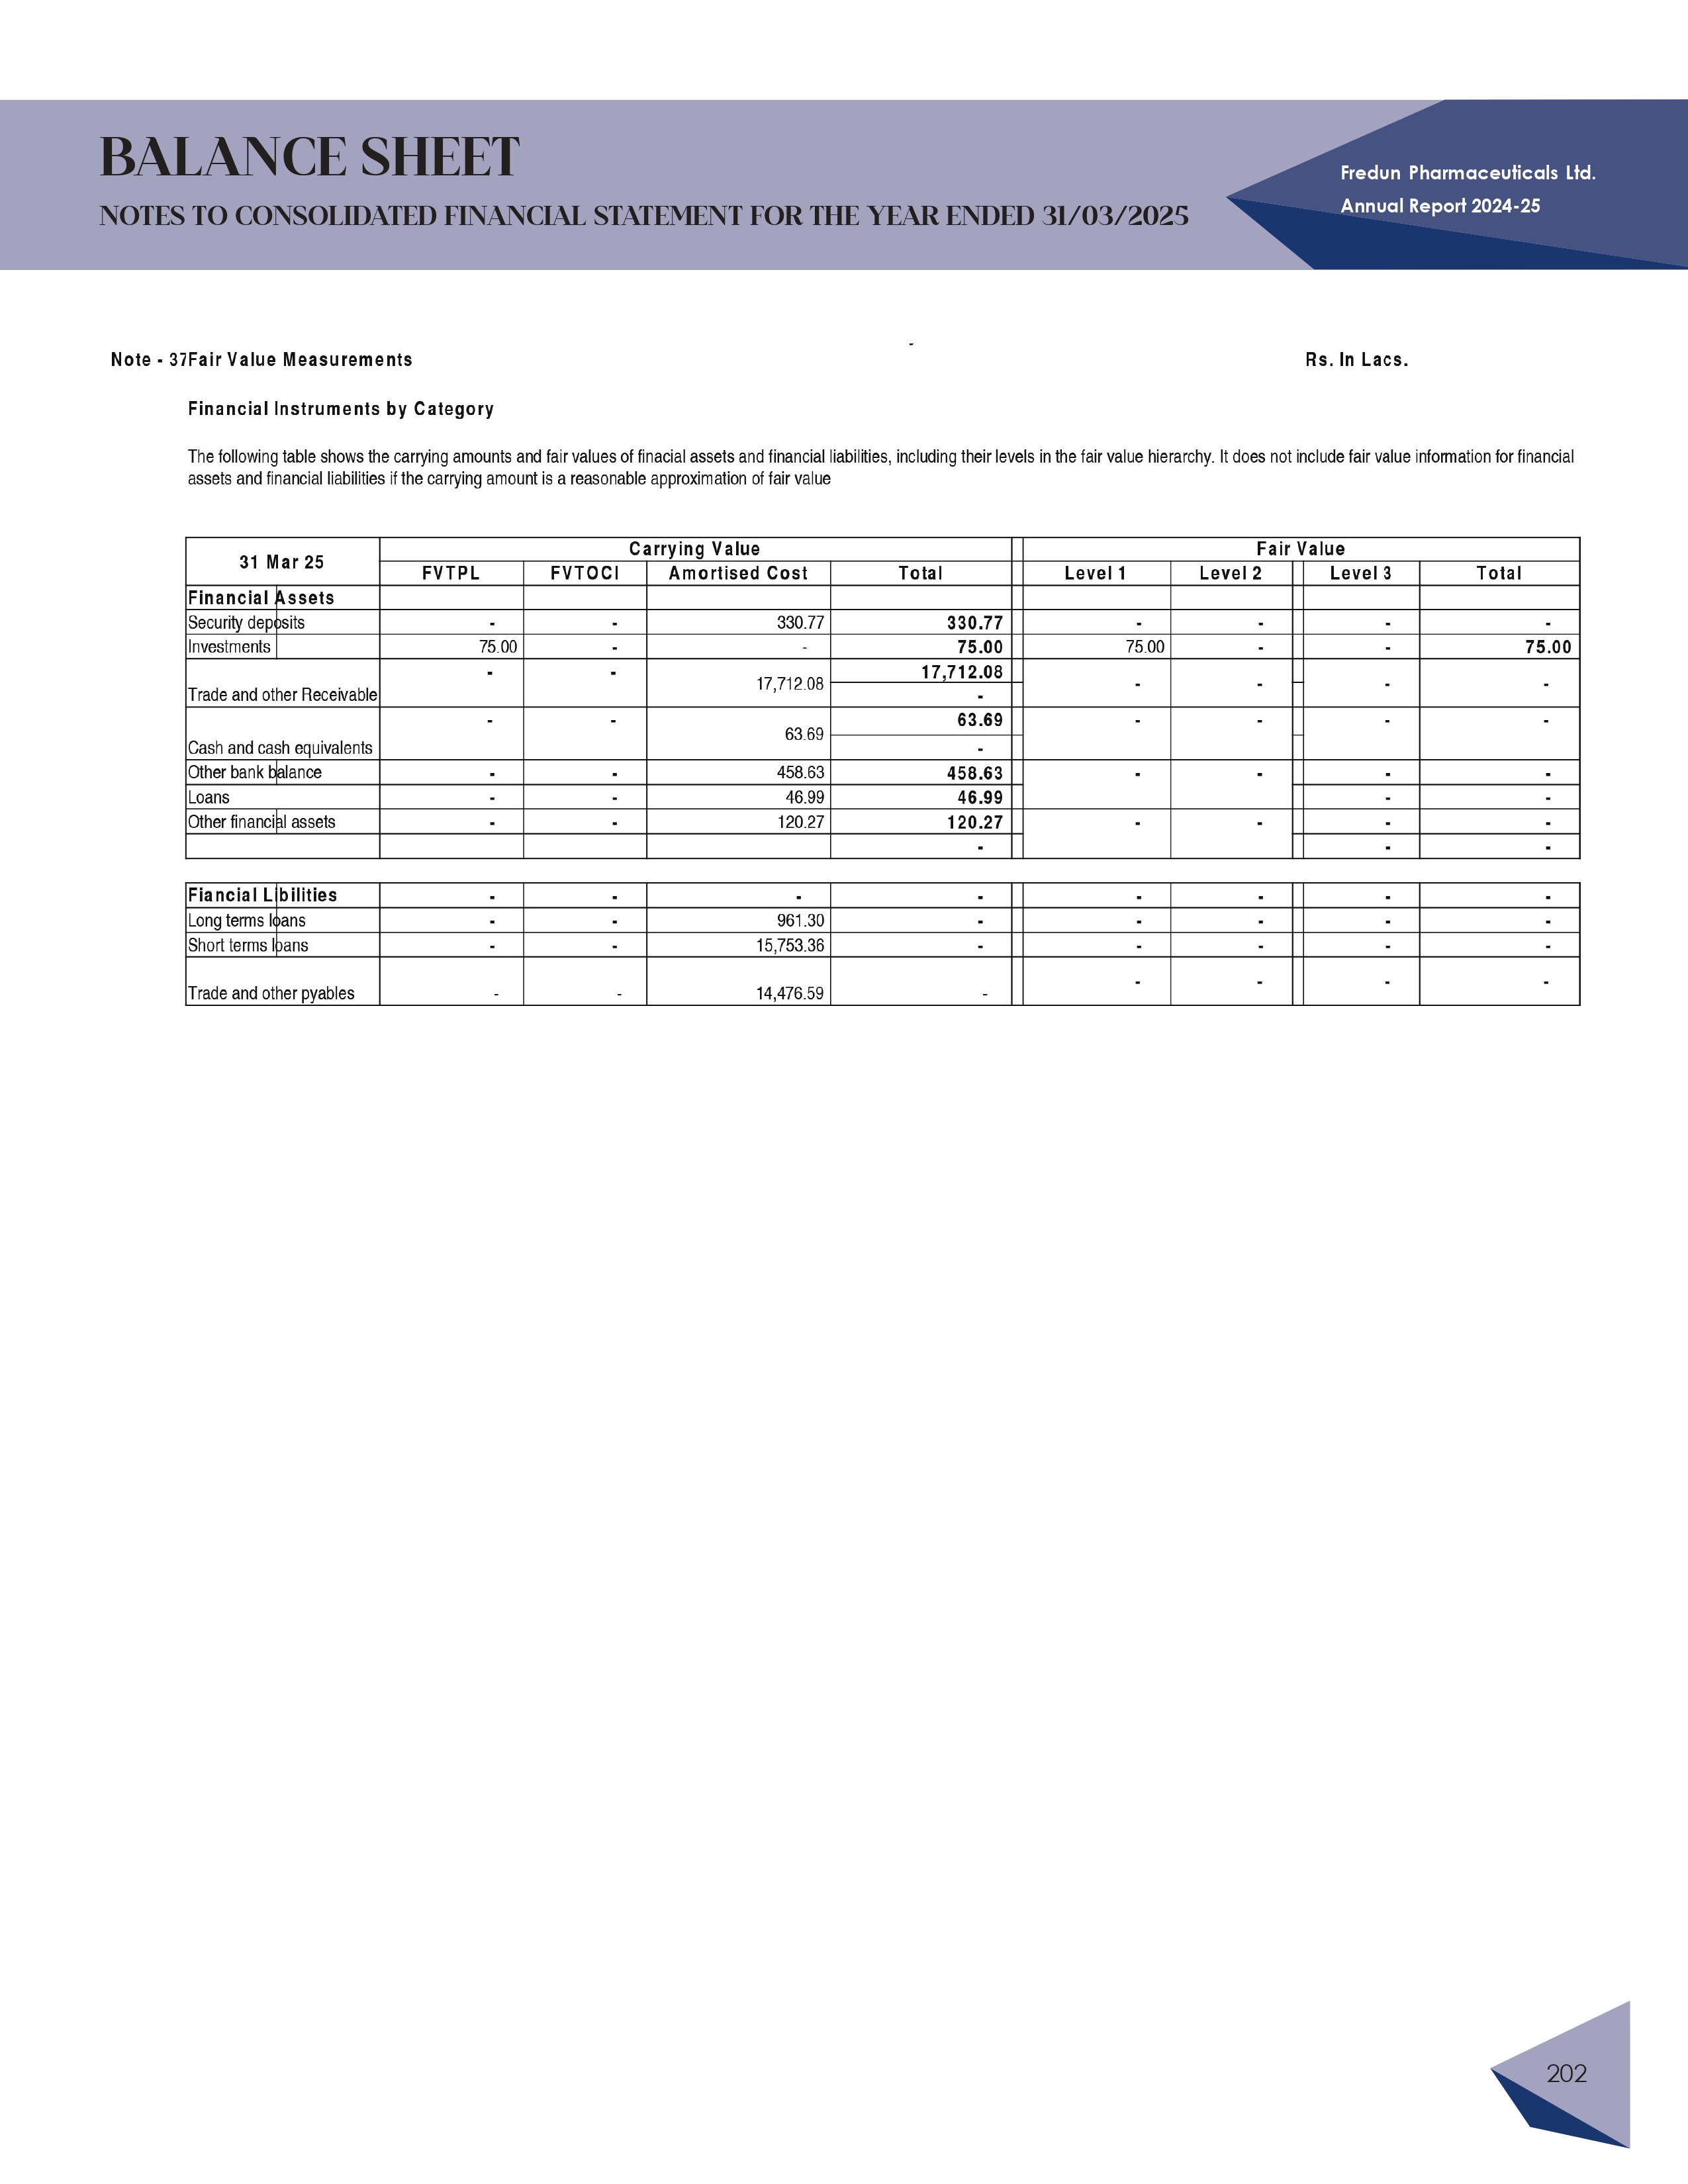 BALANCE SHEET
NOTES TO CONSOLIDATED FINANCIAL STATEMENT FOR THE YEAR ENDED 31/03/2025
Fredun Pharmaceuticals Ltd.
Annual Report 2024-25
-
Note - 37Fair Value Measurements Rs. In Lacs.
Financial Instruments by Category
The following table shows the carrying amounts and fair values of finacial assets and financial liabilities, including their levels in the fair value hierarchy. It does not include fair value information for financial
assets and financial liabilities if the carrying amount is a reasonable approximation of fair value
31 Mar 25 Carrying Value Fair Value
FVTPL FVTOCI Amortised Cost Total Level 1 Level 2 Level 3 Total
Financial Assets
Security deposits - - 330.77 330.77 - - - -
Investments 75.00 - - 75.00 75.00 - - 75.00
Trade and other Receivable - - 17,712.08 17,712.08 - - - - -
Cash and cash equivalents - - 63.69 63.69 - - - - -
Other bank balance - - 458.63 458.63 - - - -
Loans - - 46.99 46.99 - -
Other financial assets - - 120.27 120.27 - - - -
- - -
Fiancial Libilities - - - - - - - -
Long terms loans - - 961.30 - - - - -
Short terms loans - - 15,753.36 - - - - -
Trade and other pyables - - 14,476.59 - - - - -
202